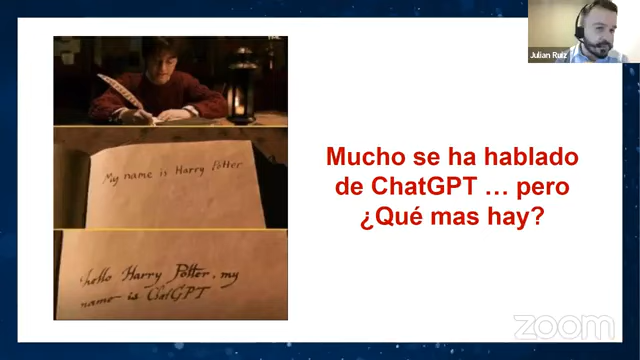 Julian Ruiz
My name is Harry Potter
hello Harry Potter, my
name is ChatGPT
Mucho se ha hablado
de ChatGPT … pero
¿Qué mas hay?
zoom